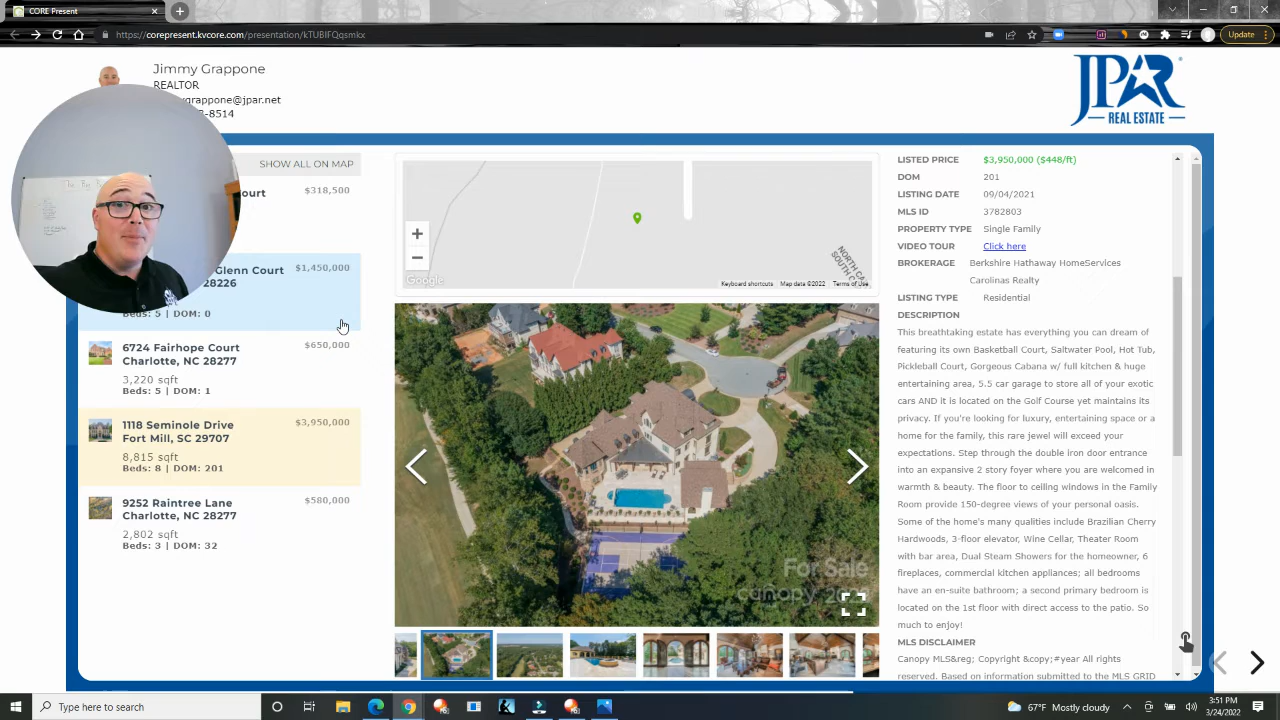 CORE Present
https://corepresent.kvcore.com/presentation/kTUBIFQqsmkx
Update
Jimmy Grappone
REALTOR
rgrappone@jpar.net
-8514
JPAR
REAL ESTATE
SHOW ALL ON MAP
ourt
$318,500
Glenn Court
$1,450,000
28226
Beds: 5 | DOM: 0
6724 Fairhope Court
$650,000
Charlotte, NC 28277
3,220 sqft
Beds: 5 | DOM: 1
1118 Seminole Drive
$3,950,000
Fort Mill, SC 29707
8,815 sqft
Beds: 8 | DOM: 201
9252 Raintree Lane
$580,000
Charlotte, NC 28277
2,802 sqft
Beds: 3 | DOM: 32
Google
Keyboard shortcuts
Map data ©2022
Terms of Use
NORTH CA
SOUTH C
For Sale
canopy
LISTED PRICE $3,950,000 ($448/ft)
DOM 201
LISTING DATE 09/04/2021
MLS ID 3782803
PROPERTY TYPE Single Family
VIDEO TOUR Click here
BROKERAGE Berkshire Hathaway HomeServices
Carolinas Realty
LISTING TYPE Residential
DESCRIPTION
This breathtaking estate has everything you can dream of
featuring its own Basketball Court, Saltwater Pool, Hot Tub,
Pickleball Court, Gorgeous Cabana w/ full kitchen & huge
entertaining area, 5.5 car garage to store all of your exotic
cars AND it is located on the Golf Course yet maintains its
privacy. If you're looking for luxury, entertaining space or a
home for the family, this rare jewel will exceed your
expectations. Step through the double iron door entrance
into an expansive 2 story foyer where you are welcomed in
warmth & beauty. The floor to ceiling windows in the Family
Room provide 150-degree views of your personal oasis.
Some of the home's many qualities include Brazilian Cherry
Hardwoods, 3-floor elevator, Wine Cellar, Theater Room
with bar area, Dual Steam Showers for the homeowner, 6
fireplaces, commercial kitchen appliances; all bedrooms
have an en-suite bathroom; a second primary bedroom is
located on the 1st floor with direct access to the patio. So
much to enjoy!
MLS DISCLAIMER
Canopy MLS&reg; Copyright &copy;#year All rights
reserved. Based on information submitted to the MLS GRID
Type here to search
67°F Mostly cloudy
3:51 PM
3/24/2022